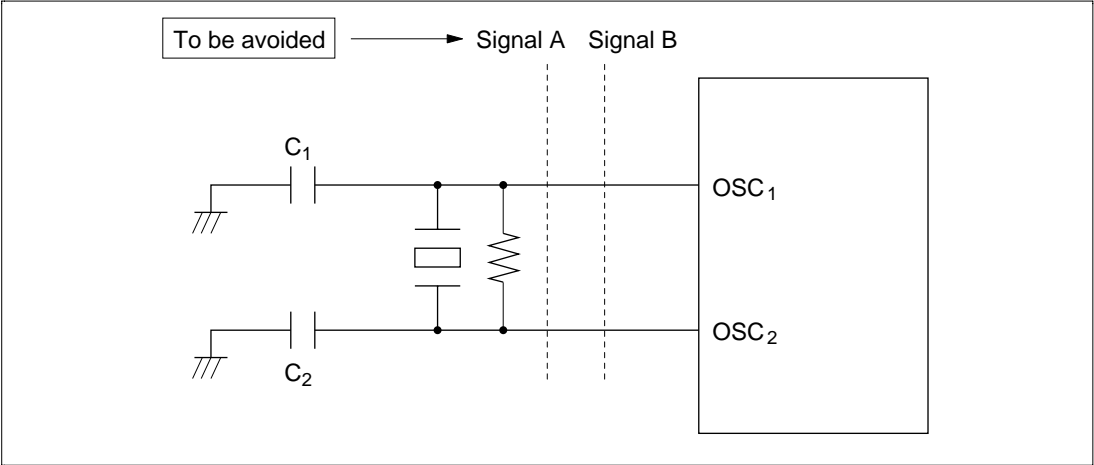 To be avoided
Signal A
Signal B
C1
OSC1
OSC2
C2